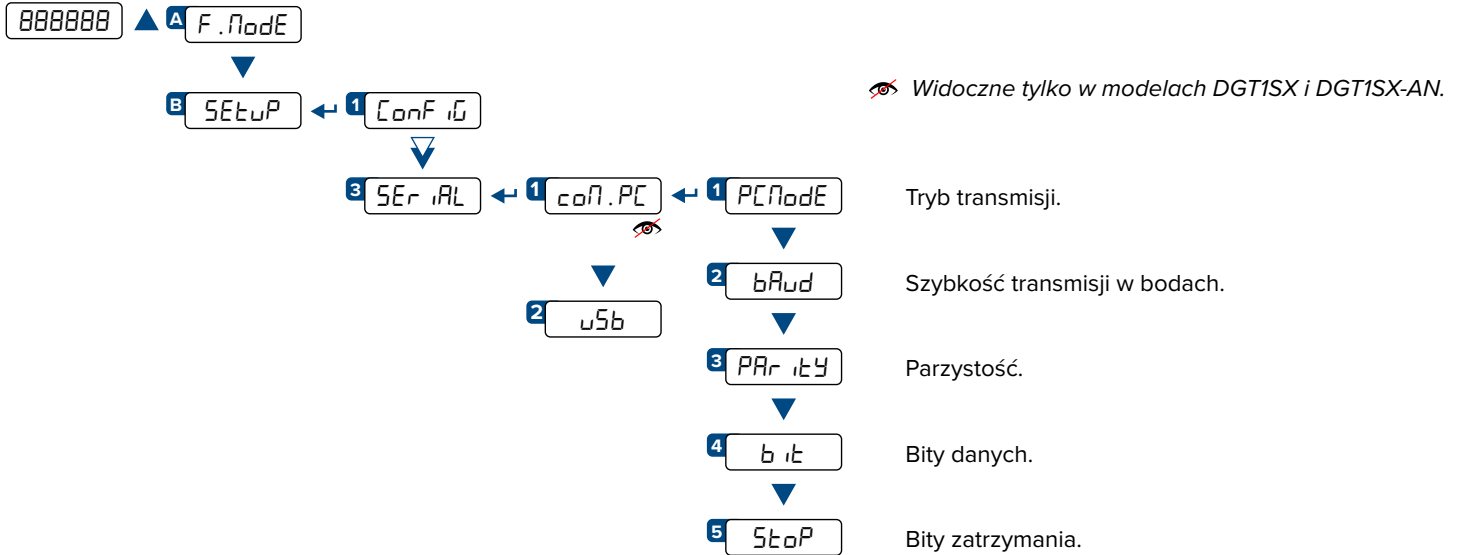 888888 A F.ModE
Widoczne tylko w modelach DGT1SX i DGT1SX-AN.
B SEtuP 1 ConFiG
3 SEriAL 1 coM.PC 1 PCModE Tryb transmisji.
2 uSb 2 bAud Szybkość transmisji w bodach.
3 PAritY Parzystość.
4 bit Bity danych.
5 StoP Bity zatrzymania.